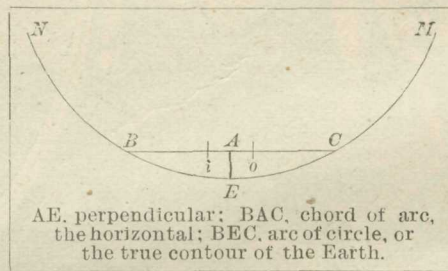 N M
B A C
i o
E
AE. perpendicular; BAC, chord of arc,
the horizontal; BEC, arc of circle, or
the true contour of the Earth.